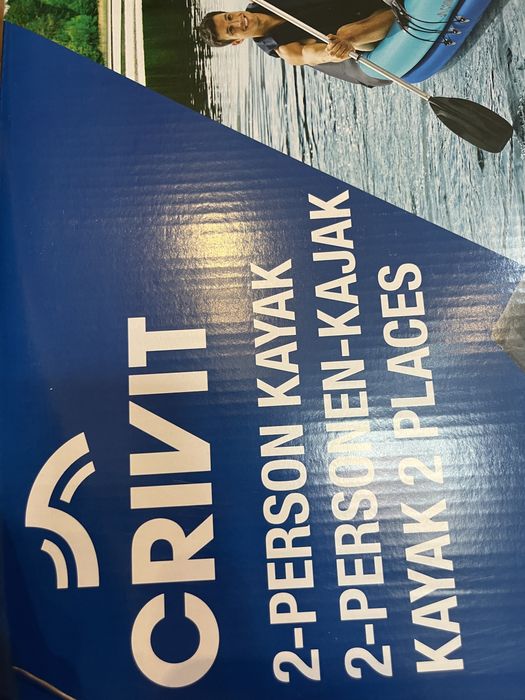 CRIVIT
2-PERSON KAYAK
2-PERSONEN-KAJAK
KAYAK 2 PLACES